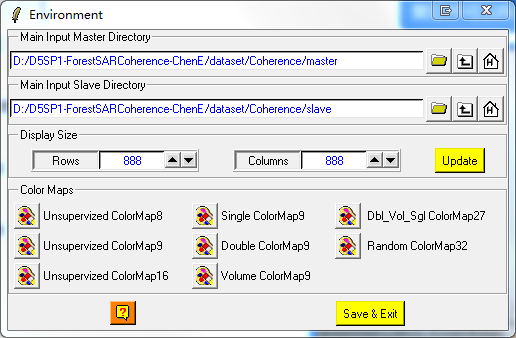 Environment
Main Input Master Directory
D:/D5SP1-ForestSARCoherence-ChenE/dataset/Coherence/master
Main Input Slave Directory
D:/D5SP1-ForestSARCoherence-ChenE/dataset/Coherence/slave
Display Size
Rows 888 Columns 888 Update
Color Maps
Unsupervized ColorMap8 Single ColorMap9 Dbl_Vol_Sgl ColorMap27
Unsupervized ColorMap9 Double ColorMap9 Random ColorMap32
Unsupervized ColorMap16 Volume ColorMap9
? Save & Exit